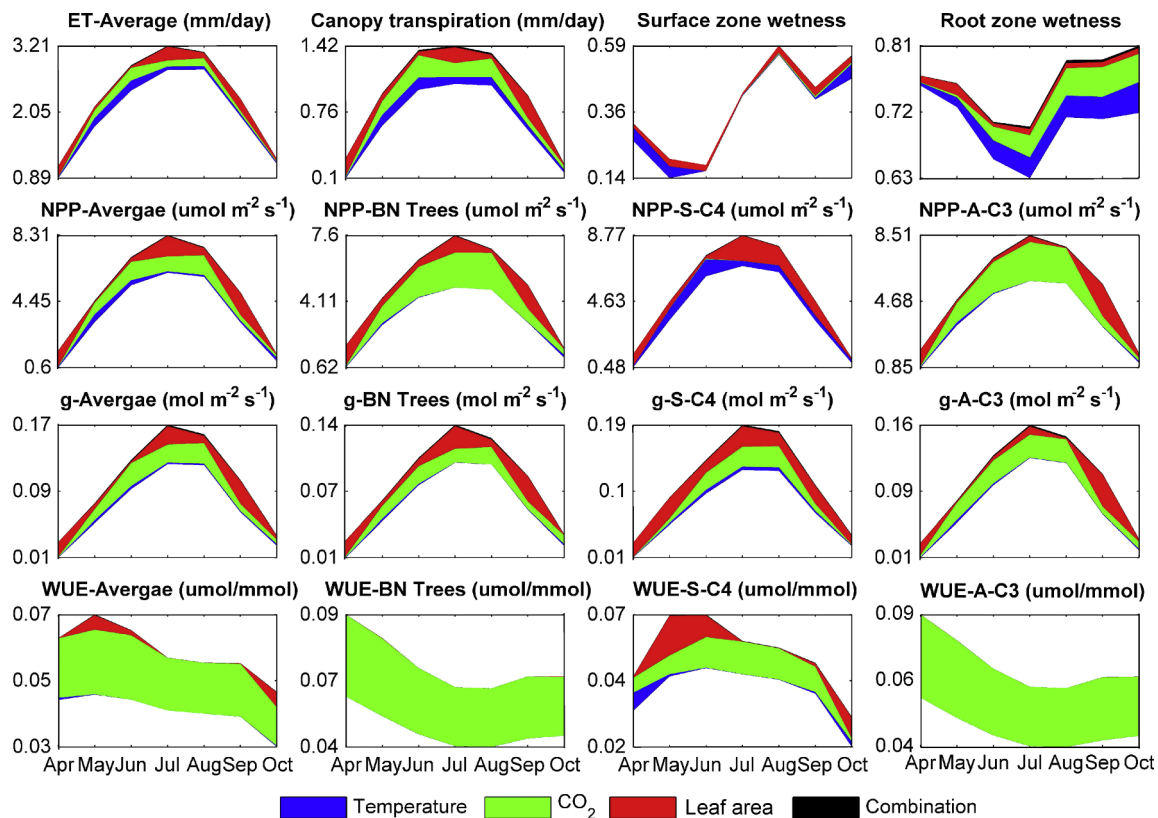 ET-Average (mm/day) Canopy transpiration (mm/day) Surface zone wetness Root zone wetness
3.21 1.42 0.59 0.81
2.05 0.76 0.36 0.72
0.89 0.1 0.14 0.63
NPP-Avergae (umol m⁻² s⁻¹) NPP-BN Trees (umol m⁻² s⁻¹) NPP-S-C4 (umol m⁻² s⁻¹) NPP-A-C3 (umol m⁻² s⁻¹)
8.31 7.6 8.77 8.51
4.45 4.11 4.63 4.68
0.6 0.62 0.48 0.85
g-Avergae (mol m⁻² s⁻¹) g-BN Trees (mol m⁻² s⁻¹) g-S-C4 (mol m⁻² s⁻¹) g-A-C3 (mol m⁻² s⁻¹)
0.17 0.14 0.19 0.16
0.09 0.07 0.1 0.09
0.01 0.01 0.01 0.01
WUE-Avergae (umol/mmol) WUE-BN Trees (umol/mmol) WUE-S-C4 (umol/mmol) WUE-A-C3 (umol/mmol)
0.07 0.09 0.07 0.09
0.05 0.07 0.04 0.06
0.03 0.04 0.02 0.04
Apr May Jun Jul Aug Sep Oct Apr May Jun Jul Aug Sep Oct Apr May Jun Jul Aug Sep Oct Apr May Jun Jul Aug Sep Oct
Temperature CO₂ Leaf area Combination